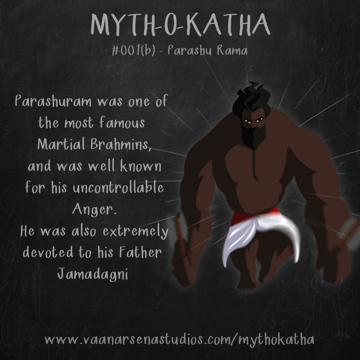 MYTH-O-KATHA
#001(b) - Parashu Rama
Parashuram was one of
the most famous
Martial Brahmins,
and was well known
for his uncontrollable
Anger.
He was also extremely
devoted to his Father
Jamadagni
www.vaanarsenastudios.com/mythokatha